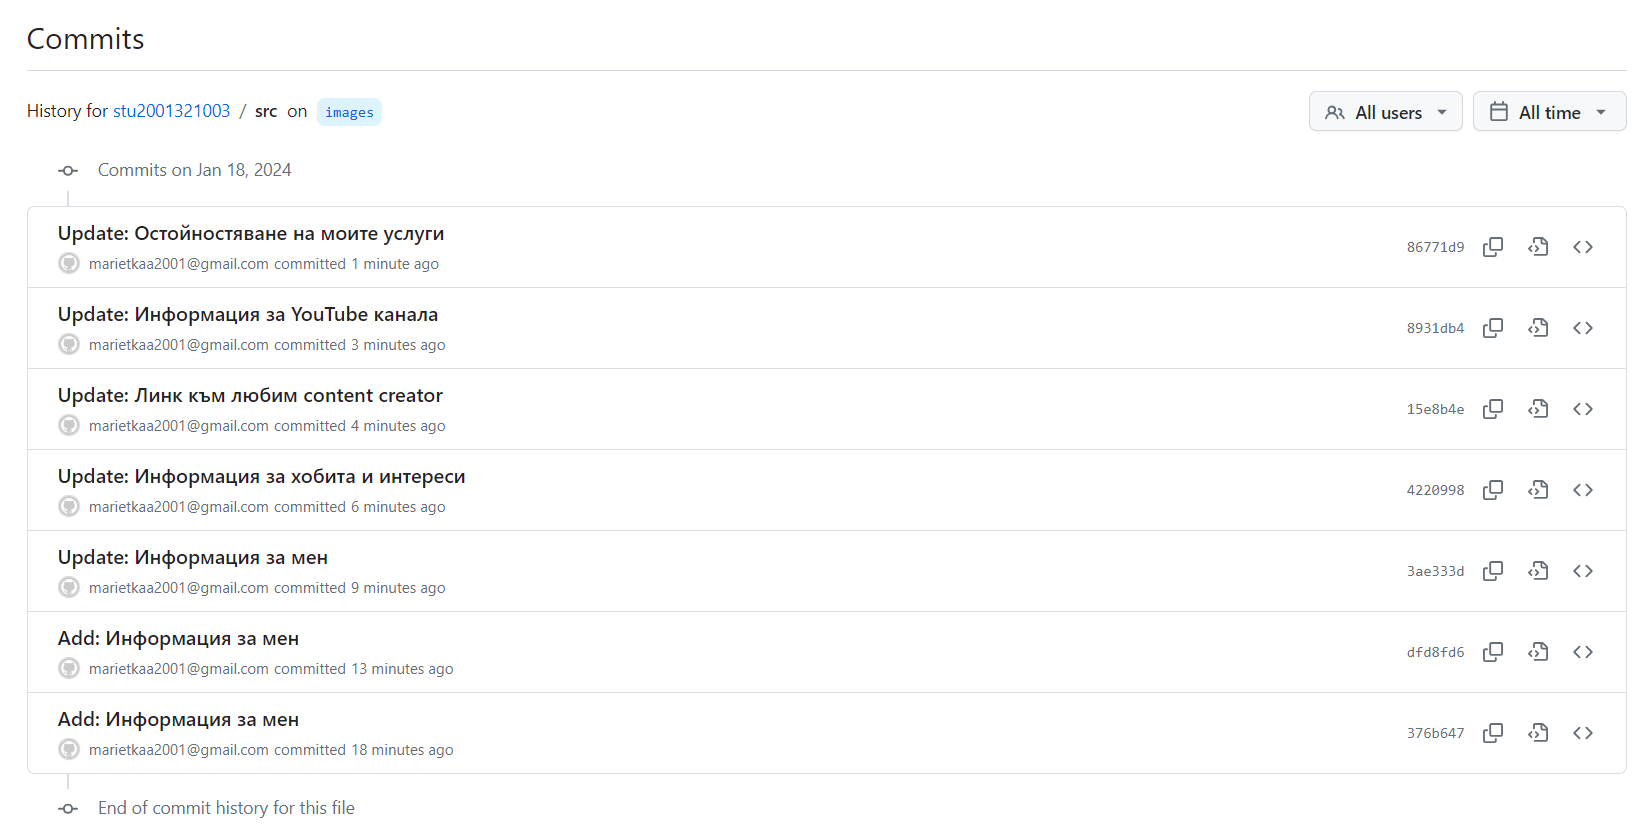 Commits
History for stu2001321003 / src on images
All users
All time
Commits on Jan 18, 2024
Update: Остойностяване на моите услуги
marietkaa2001@gmail.com committed 1 minute ago
86771d9
Update: Информация за YouTube канала
marietkaa2001@gmail.com committed 3 minutes ago
8931db4
Update: Линк към любим content creator
marietkaa2001@gmail.com committed 4 minutes ago
15e8b4e
Update: Информация за хобита и интереси
marietkaa2001@gmail.com committed 6 minutes ago
4220998
Update: Информация за мен
marietkaa2001@gmail.com committed 9 minutes ago
3ae333d
Add: Информация за мен
marietkaa2001@gmail.com committed 13 minutes ago
dfd8fd6
Add: Информация за мен
marietkaa2001@gmail.com committed 18 minutes ago
376b647
End of commit history for this file